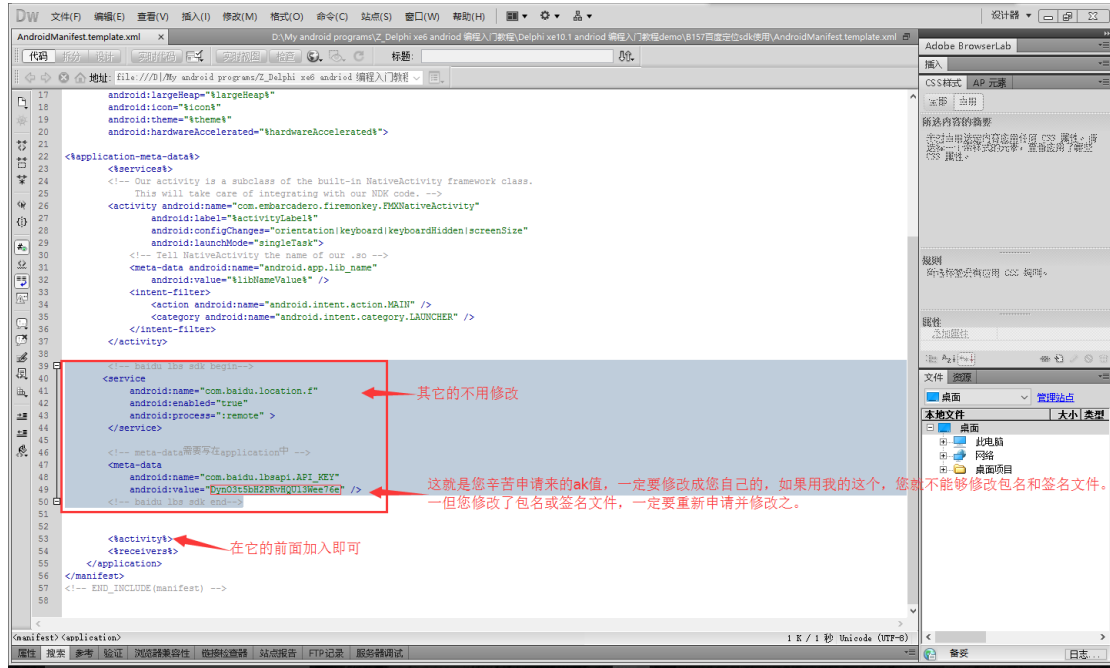 DW 文件(F) 编辑(E) 查看(V) 插入(I) 修改(M) 格式(O) 命令(C) 站点(S) 窗口(W) 帮助(H) 设计器
AndroidManifest.template.xml × D:\My android programs\Z_Delphi xe6 andriod 编程入门教程\Delphi xe10.1 andriod 编程入门教程demo\B157百度定位sdk使用\AndroidManifest.template.xml
代码 拆分 设计 实时代码 实时视图 检查 标题:
地址: file:///D|/My android programs/Z_Delphi xe6 andriod 编程入门教程
17 android:largeHeap="%largeHeap%"
18 android:icon="%icon%"
19 android:theme="%theme%"
20 android:hardwareAccelerated="%hardwareAccelerated%">
21
22 <%application-meta-data%>
23 <%services%>
24 <!-- Our activity is a subclass of the built-in NativeActivity framework class.
25 This will take care of integrating with our NDK code. -->
26 <activity android:name="com.embarcadero.firemonkey.FMXNativeActivity"
27 android:label="%activityLabel%"
28 android:configChanges="orientation|keyboard|keyboardHidden|screenSize"
29 android:launchMode="singleTask">
30 <!-- Tell NativeActivity the name of our .so -->
31 <meta-data android:name="android.app.lib_name"
32 android:value="%libNameValue%" />
33 <intent-filter>
34 <action android:name="android.intent.action.MAIN" />
35 <category android:name="android.intent.category.LAUNCHER" />
36 </intent-filter>
37 </activity>
38
39 <!-- baidu lbs sdk begin-->
40 <service
41 android:name="com.baidu.location.f"
其它的不用修改
42 android:enabled="true"
43 android:process=":remote" >
44 </service>
45
46 <!-- meta-data需要写在application中 -->
47 <meta-data
48 android:name="com.baidu.lbsapi.API_KEY"
49 android:value="DynO3t5bH2PRvHQUl3Wee76e" />
这就是您辛苦申请来的ak值，一定要修改成您自己的，如果用我的这个，您就不能够修改包名和签名文件。
50 <!-- baidu lbs sdk end-->
一但您修改了包名或签名文件，一定要重新申请并修改之。
51
52
53 <%activity%>
在它的前面加入即可
54 <%receivers%>
55 </application>
56 </manifest>
57 <!-- END_INCLUDE(manifest) -->
58
<manifest> <application> 1 K / 1 秒 Unicode (UTF-8)
属性 搜索 参考 验证 浏览器兼容性 链接检查器 站点报告 FTP记录 服务器调试
Adobe BrowserLab
插入
CSS样式 AP 元素
全部 当前
所选内容的摘要
未对当前选定内容应用任何 CSS 属性。请
选择一个带样式的元素，查看应用了哪些
CSS 属性。
规则
所选标签没有应用 CSS 规则。
属性
添加属性
文件 资源
桌面 管理站点
本地文件 大小 类型
桌面
此电脑
网络
桌面项目
备妥 日志...